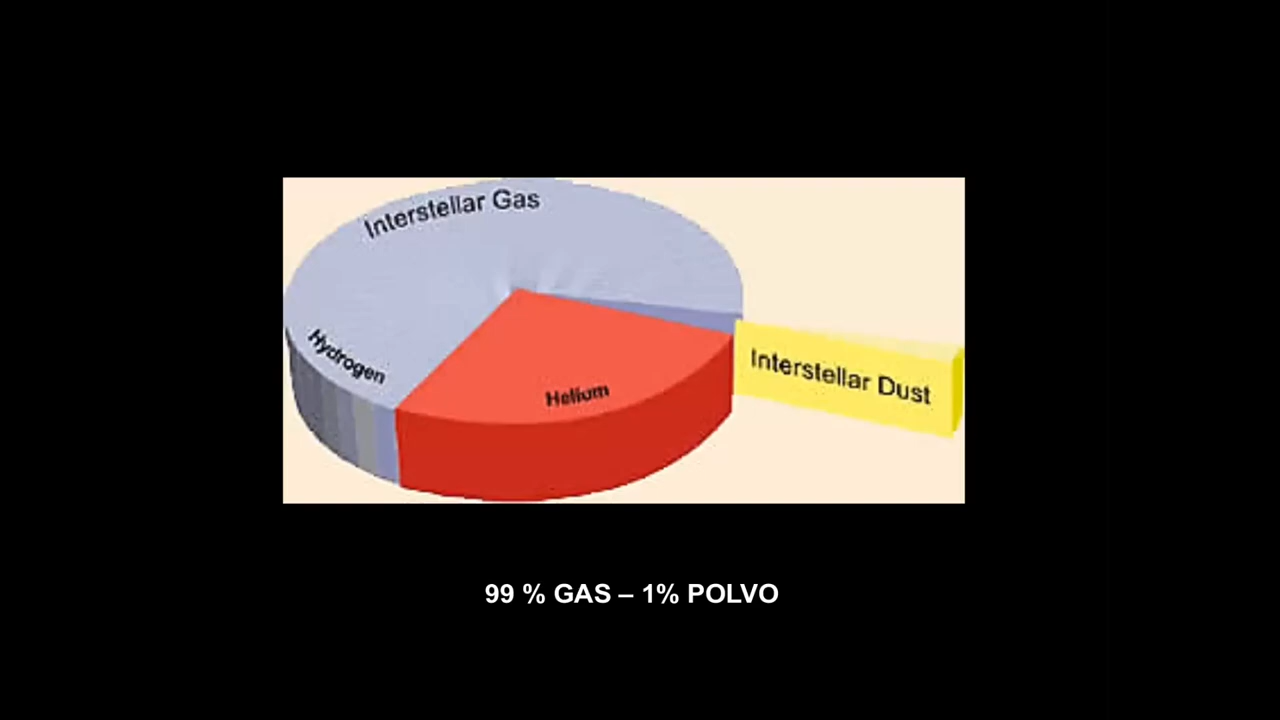 Interstellar Gas
Hydrogen
Helium
Interstellar Dust
99 % GAS – 1% POLVO